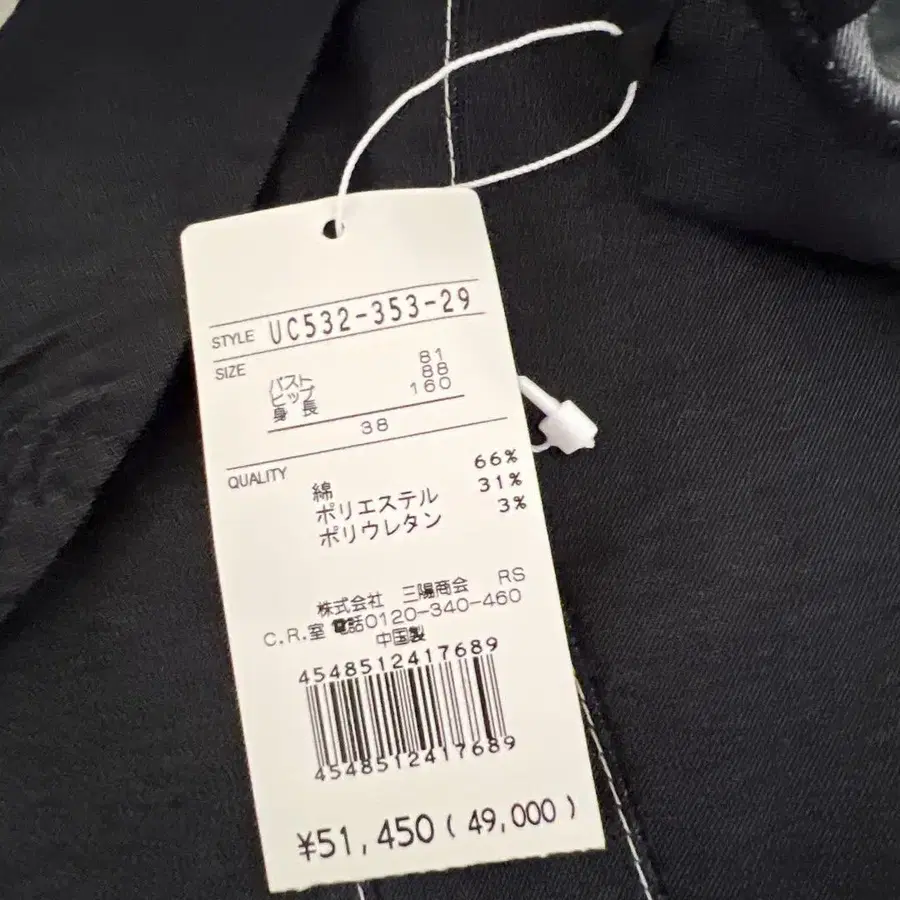 STYLE UC532-353-29
SIZE
バスト 81
ヒップ 88
身長 160
38
QUALITY
綿 66%
ポリエステル 31%
ポリウレタン 3%
株式会社 三陽商会 RS
C.R.室 電話0120-340-460
中国製
4548512417689
4548512417689
¥51,450 ( 49,000 )